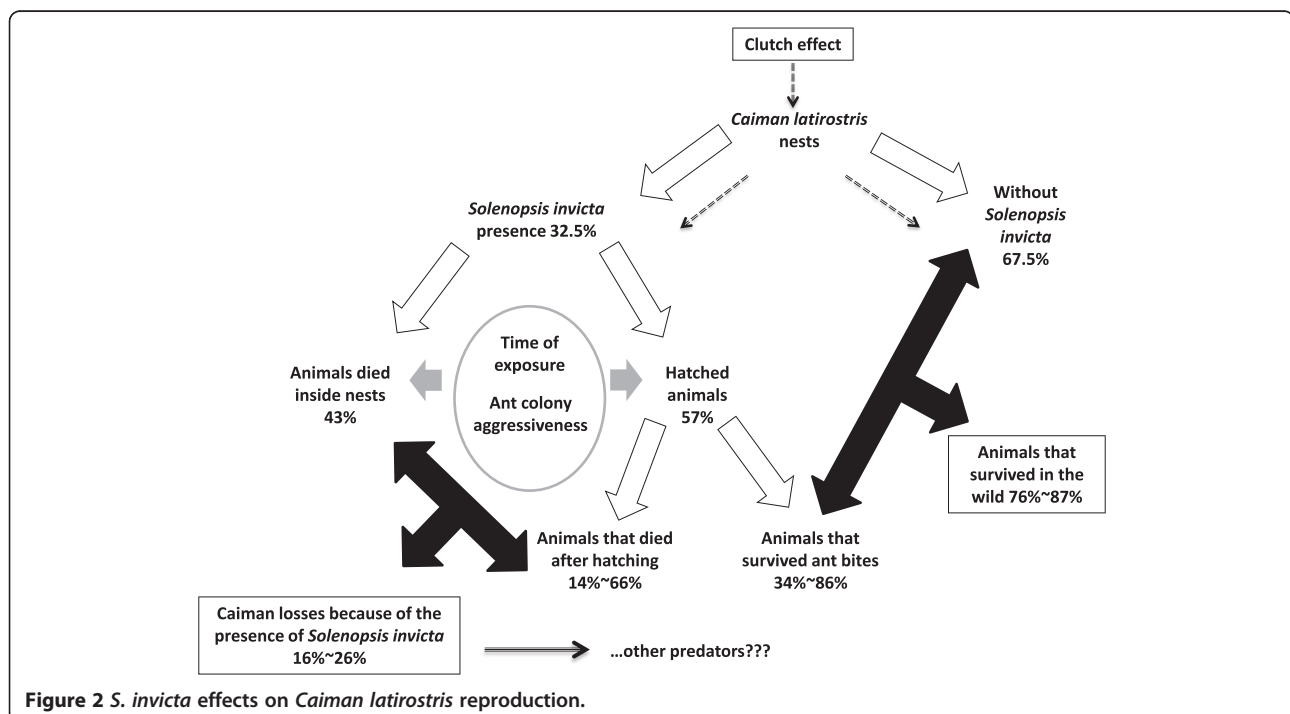 Clutch effect
Caiman latirostris
nests
Without
Solenopsis
invicta
67.5%
Solenopsis invicta
presence 32.5%
Time of
exposure
Ant colony
aggressiveness
Animals died
inside nests
43%
Hatched
animals
57%
Animals that
survived in the
wild 76%~87%
Animals that died
after hatching
14%~66%
Animals that
survived ant bites
34%~86%
Caiman losses because of the
presence of Solenopsis invicta
16%~26%
...other predators???
Figure 2 S. invicta effects on Caiman latirostris reproduction.